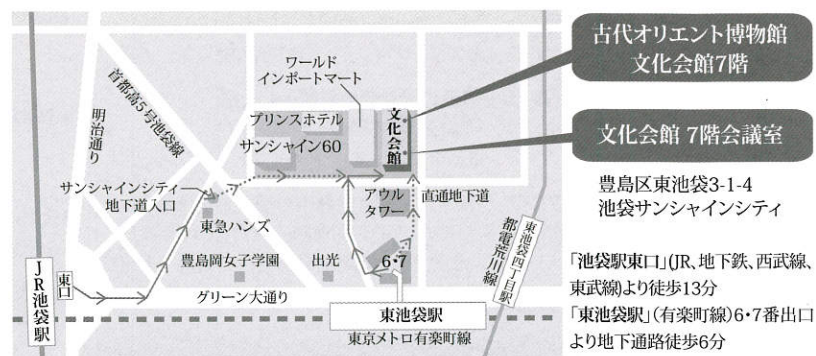 古代オリエント博物館
文化会館7階
文化会館 7階会議室
豊島区東池袋3-1-4
池袋サンシャインシティ
「池袋駅東口」(JR、地下鉄、西武線、
東武線)より徒歩13分
「東池袋駅」(有楽町線)6・7番出口
より地下通路徒歩6分
ワールド
インポートマート
プリンスホテル
サンシャイン60
文化会館
首都高5号池袋線
明治通り
サンシャインシティ
地下道入口
東急ハンズ
アウル
タワー
直通地下道
豊島岡女子学園
出光
6・7
東池袋四丁目駅
都電荒川線
JR池袋駅
東口
グリーン大通り
東池袋駅
東京メトロ有楽町線